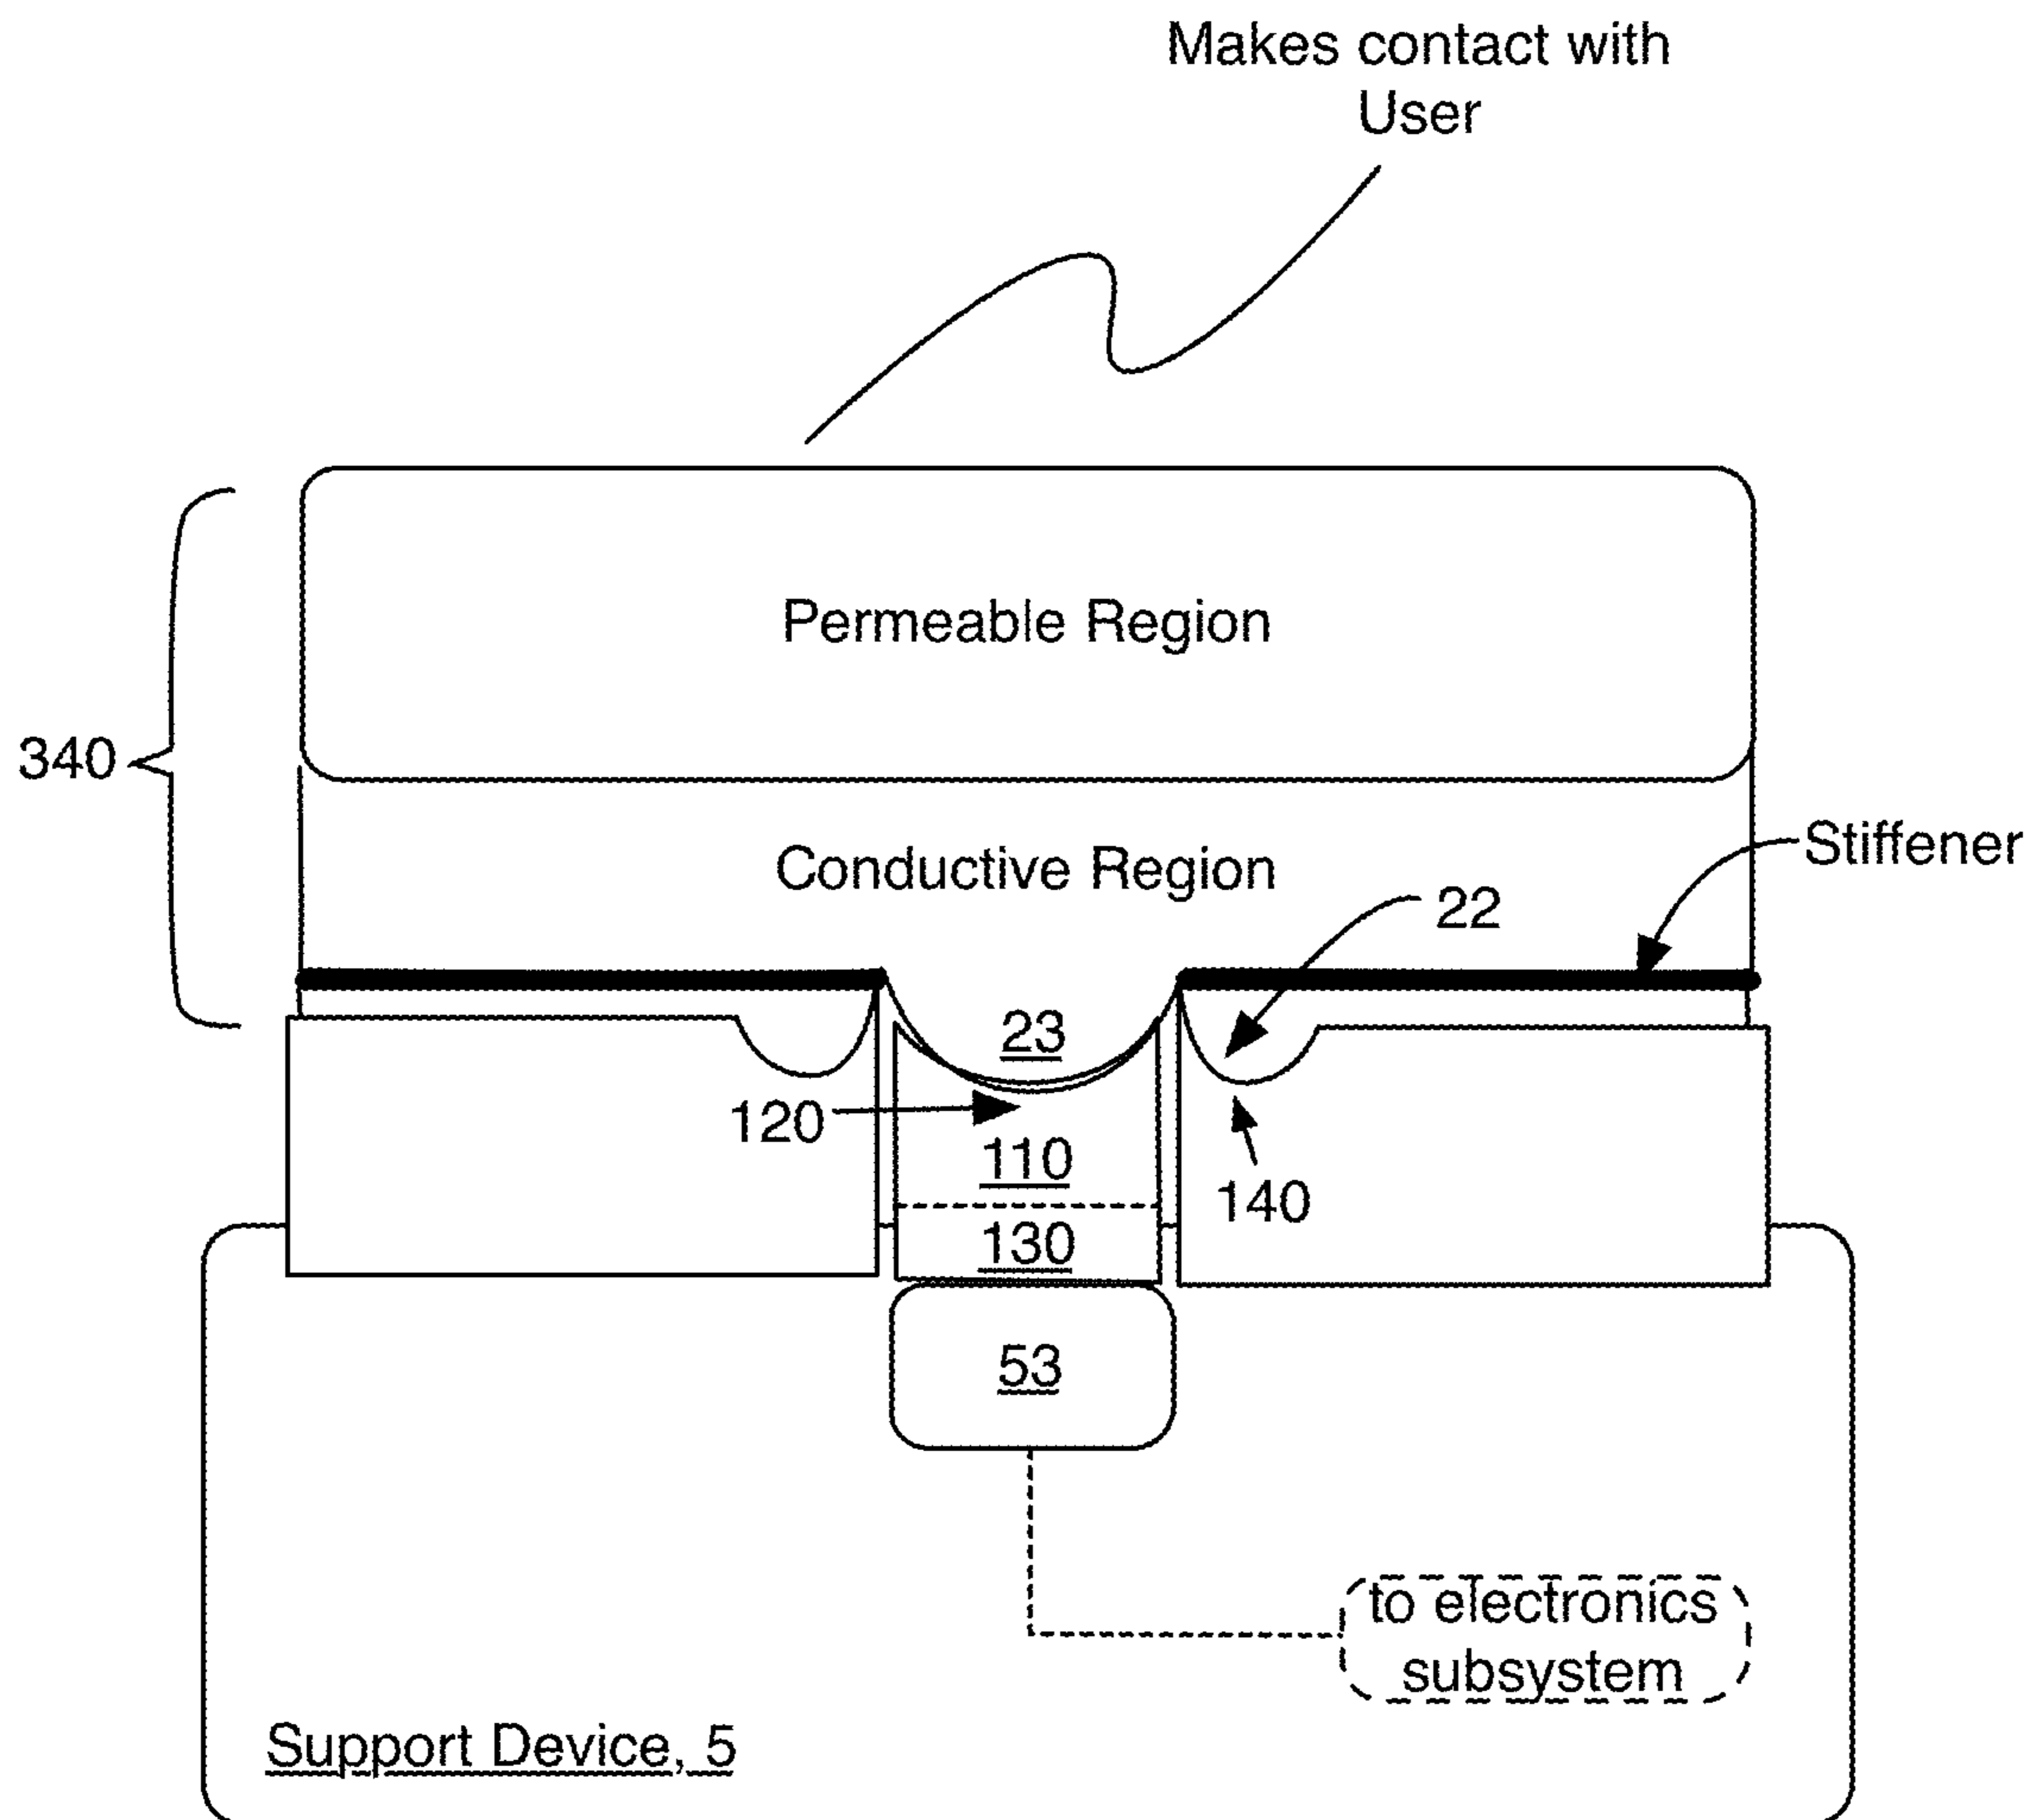 Makes contact with
User
Permeable Region
340
Conductive Region
Stiffener
22
23
120
110
140
130
53
to electronics
subsystem
Support Device, 5